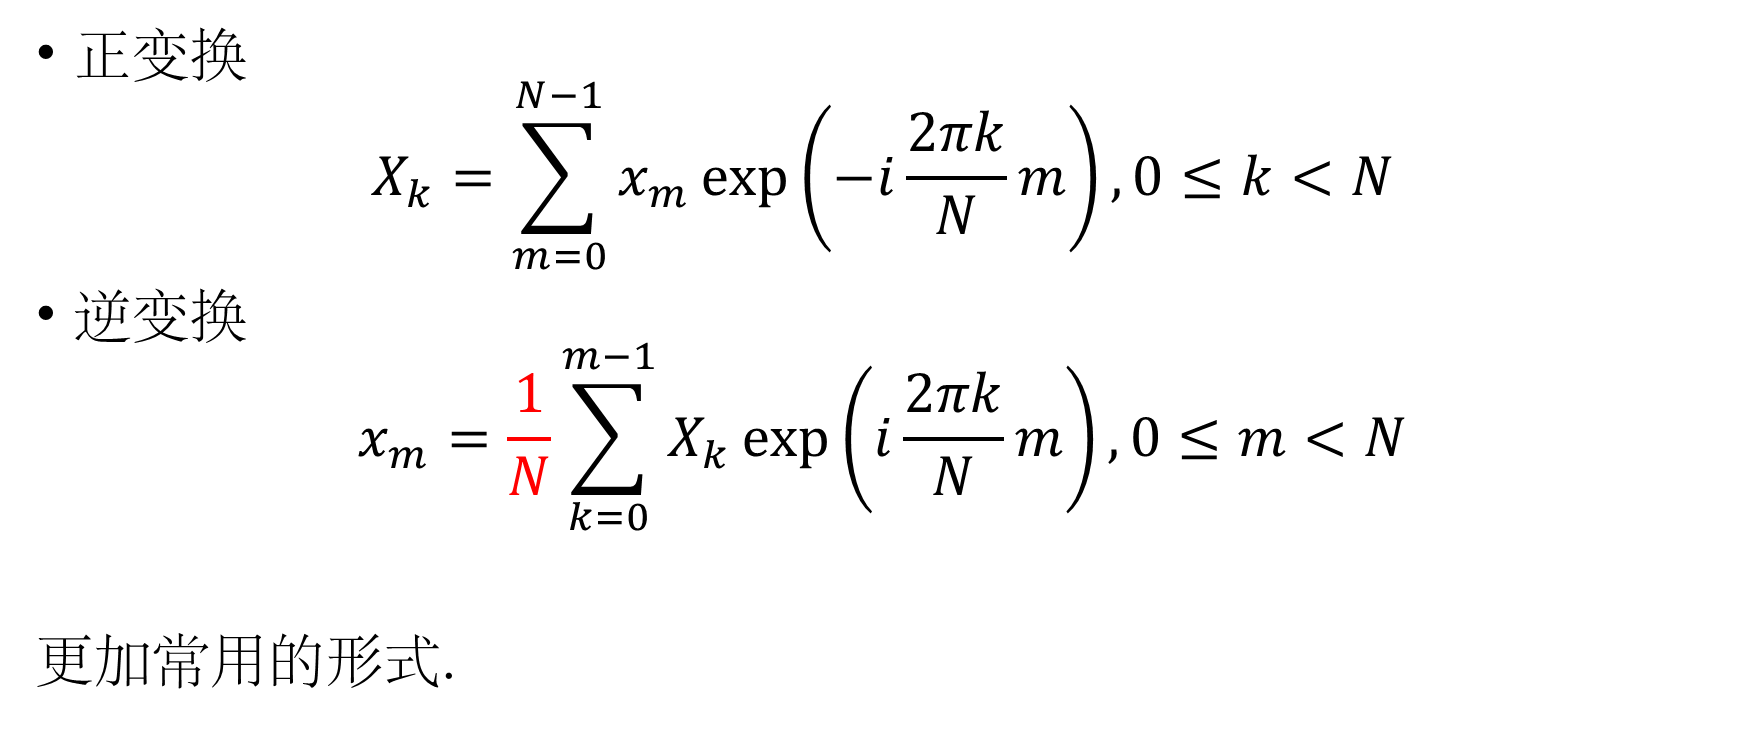 • 正变换
$X_k = \sum_{m=0}^{N-1} x_m \exp\left(-i\frac{2\pi k}{N}m\right), 0 \leq k < N$
• 逆变换
$x_m = \frac{1}{N} \sum_{k=0}^{m-1} X_k \exp\left(i\frac{2\pi k}{N}m\right), 0 \leq m < N$
更加常用的形式.